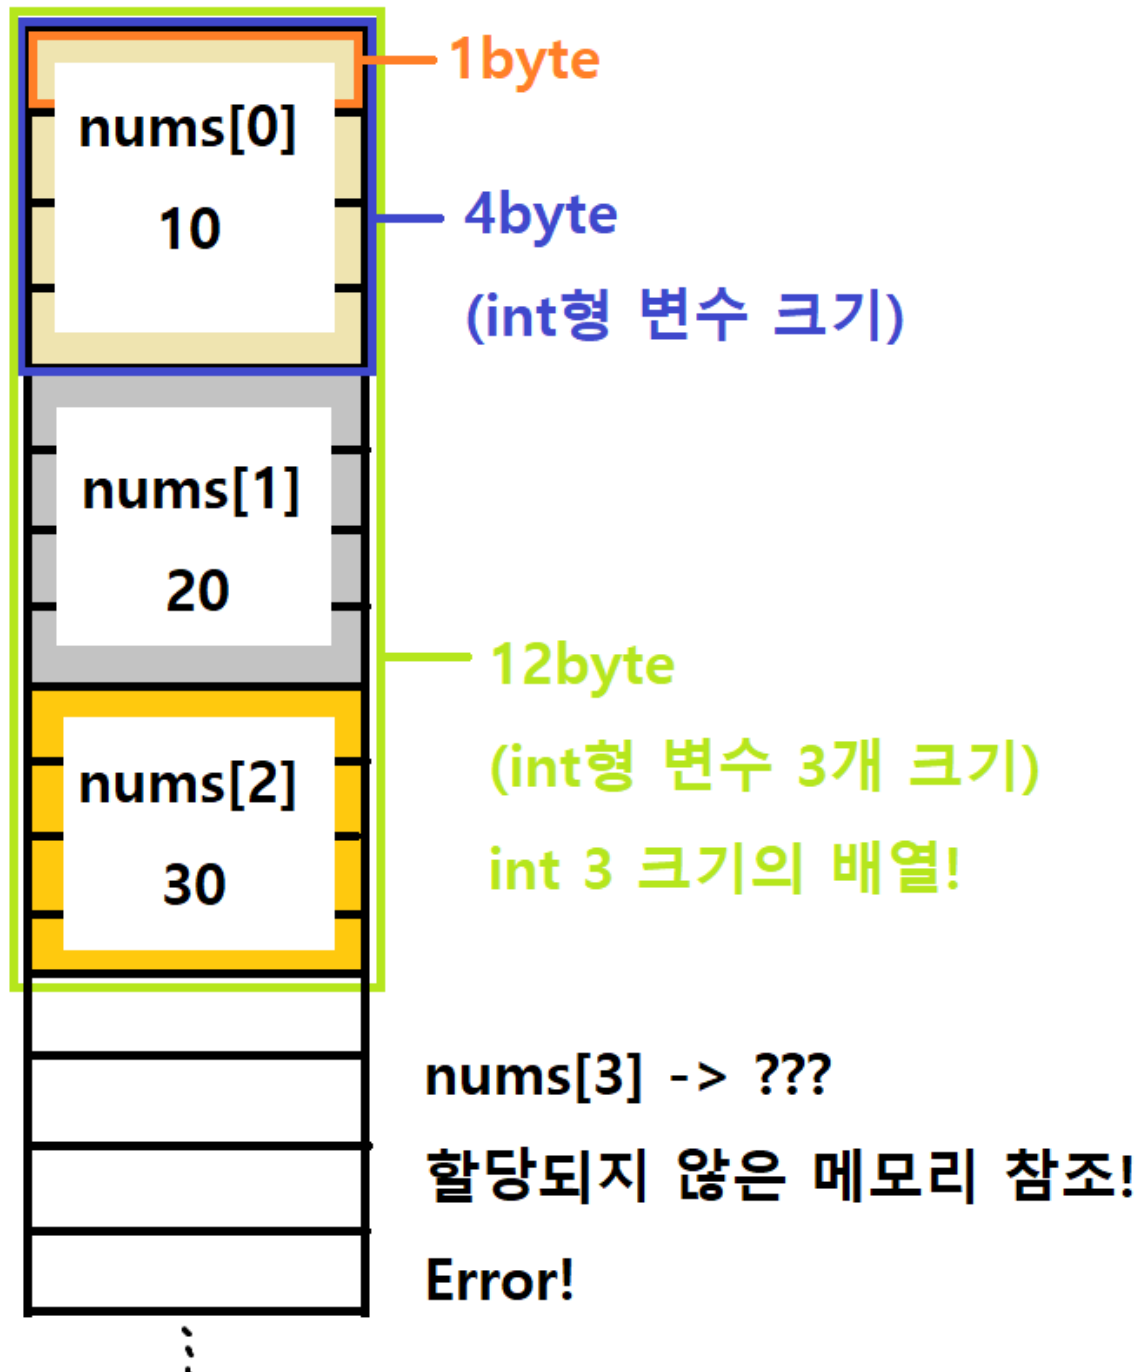 1byte
nums[0]
10
4byte
(int형 변수 크기)
nums[1]
20
12byte
(int형 변수 3개 크기)
int 3 크기의 배열!
nums[2]
30
nums[3] -> ???
할당되지 않은 메모리 참조!
Error!